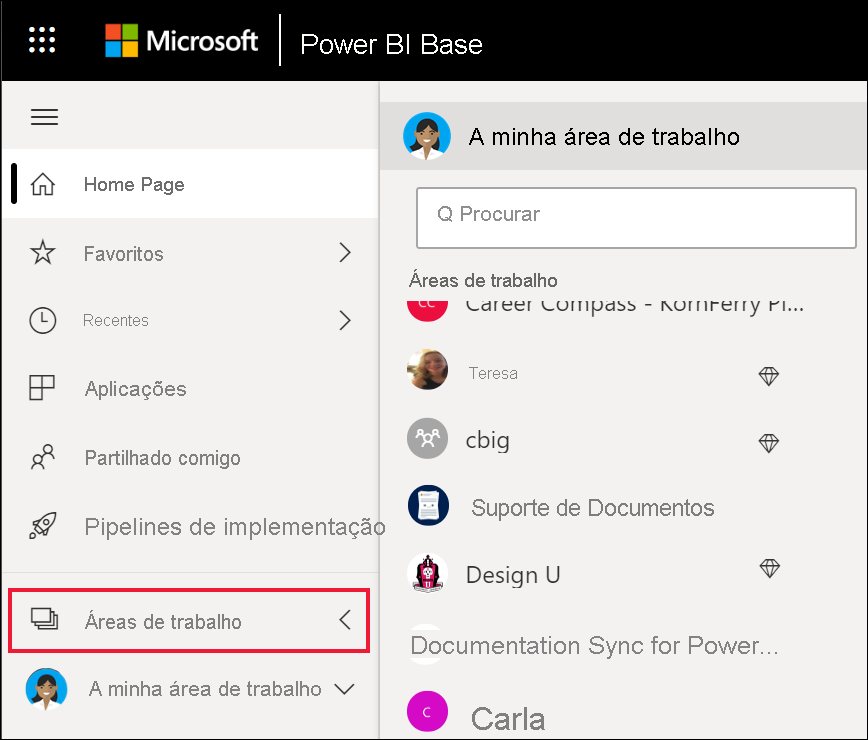 Microsoft
Power BI Base
Home Page
Favoritos
Recentes
Aplicações
Partilhado comigo
Pipelines de implementação
Áreas de trabalho
A minha área de trabalho
A minha área de trabalho
Q Procurar
Áreas de trabalho
CC
Career Compass - KornFerry Pl...
Teresa
cbig
Suporte de Documentos
Design U
Documentation Sync for Power...
C
Carla